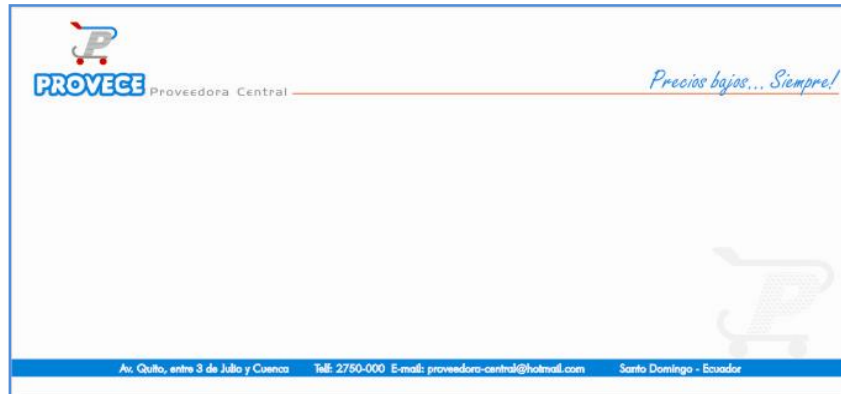 P
PROVECE Proveedora Central
Precios bajos... Siempre!
P
Av. Quito, entre 3 de Julio y Cuenca Telf: 2750-000 E-mail: proveedora-central@hotmail.com Santo Domingo - Ecuador